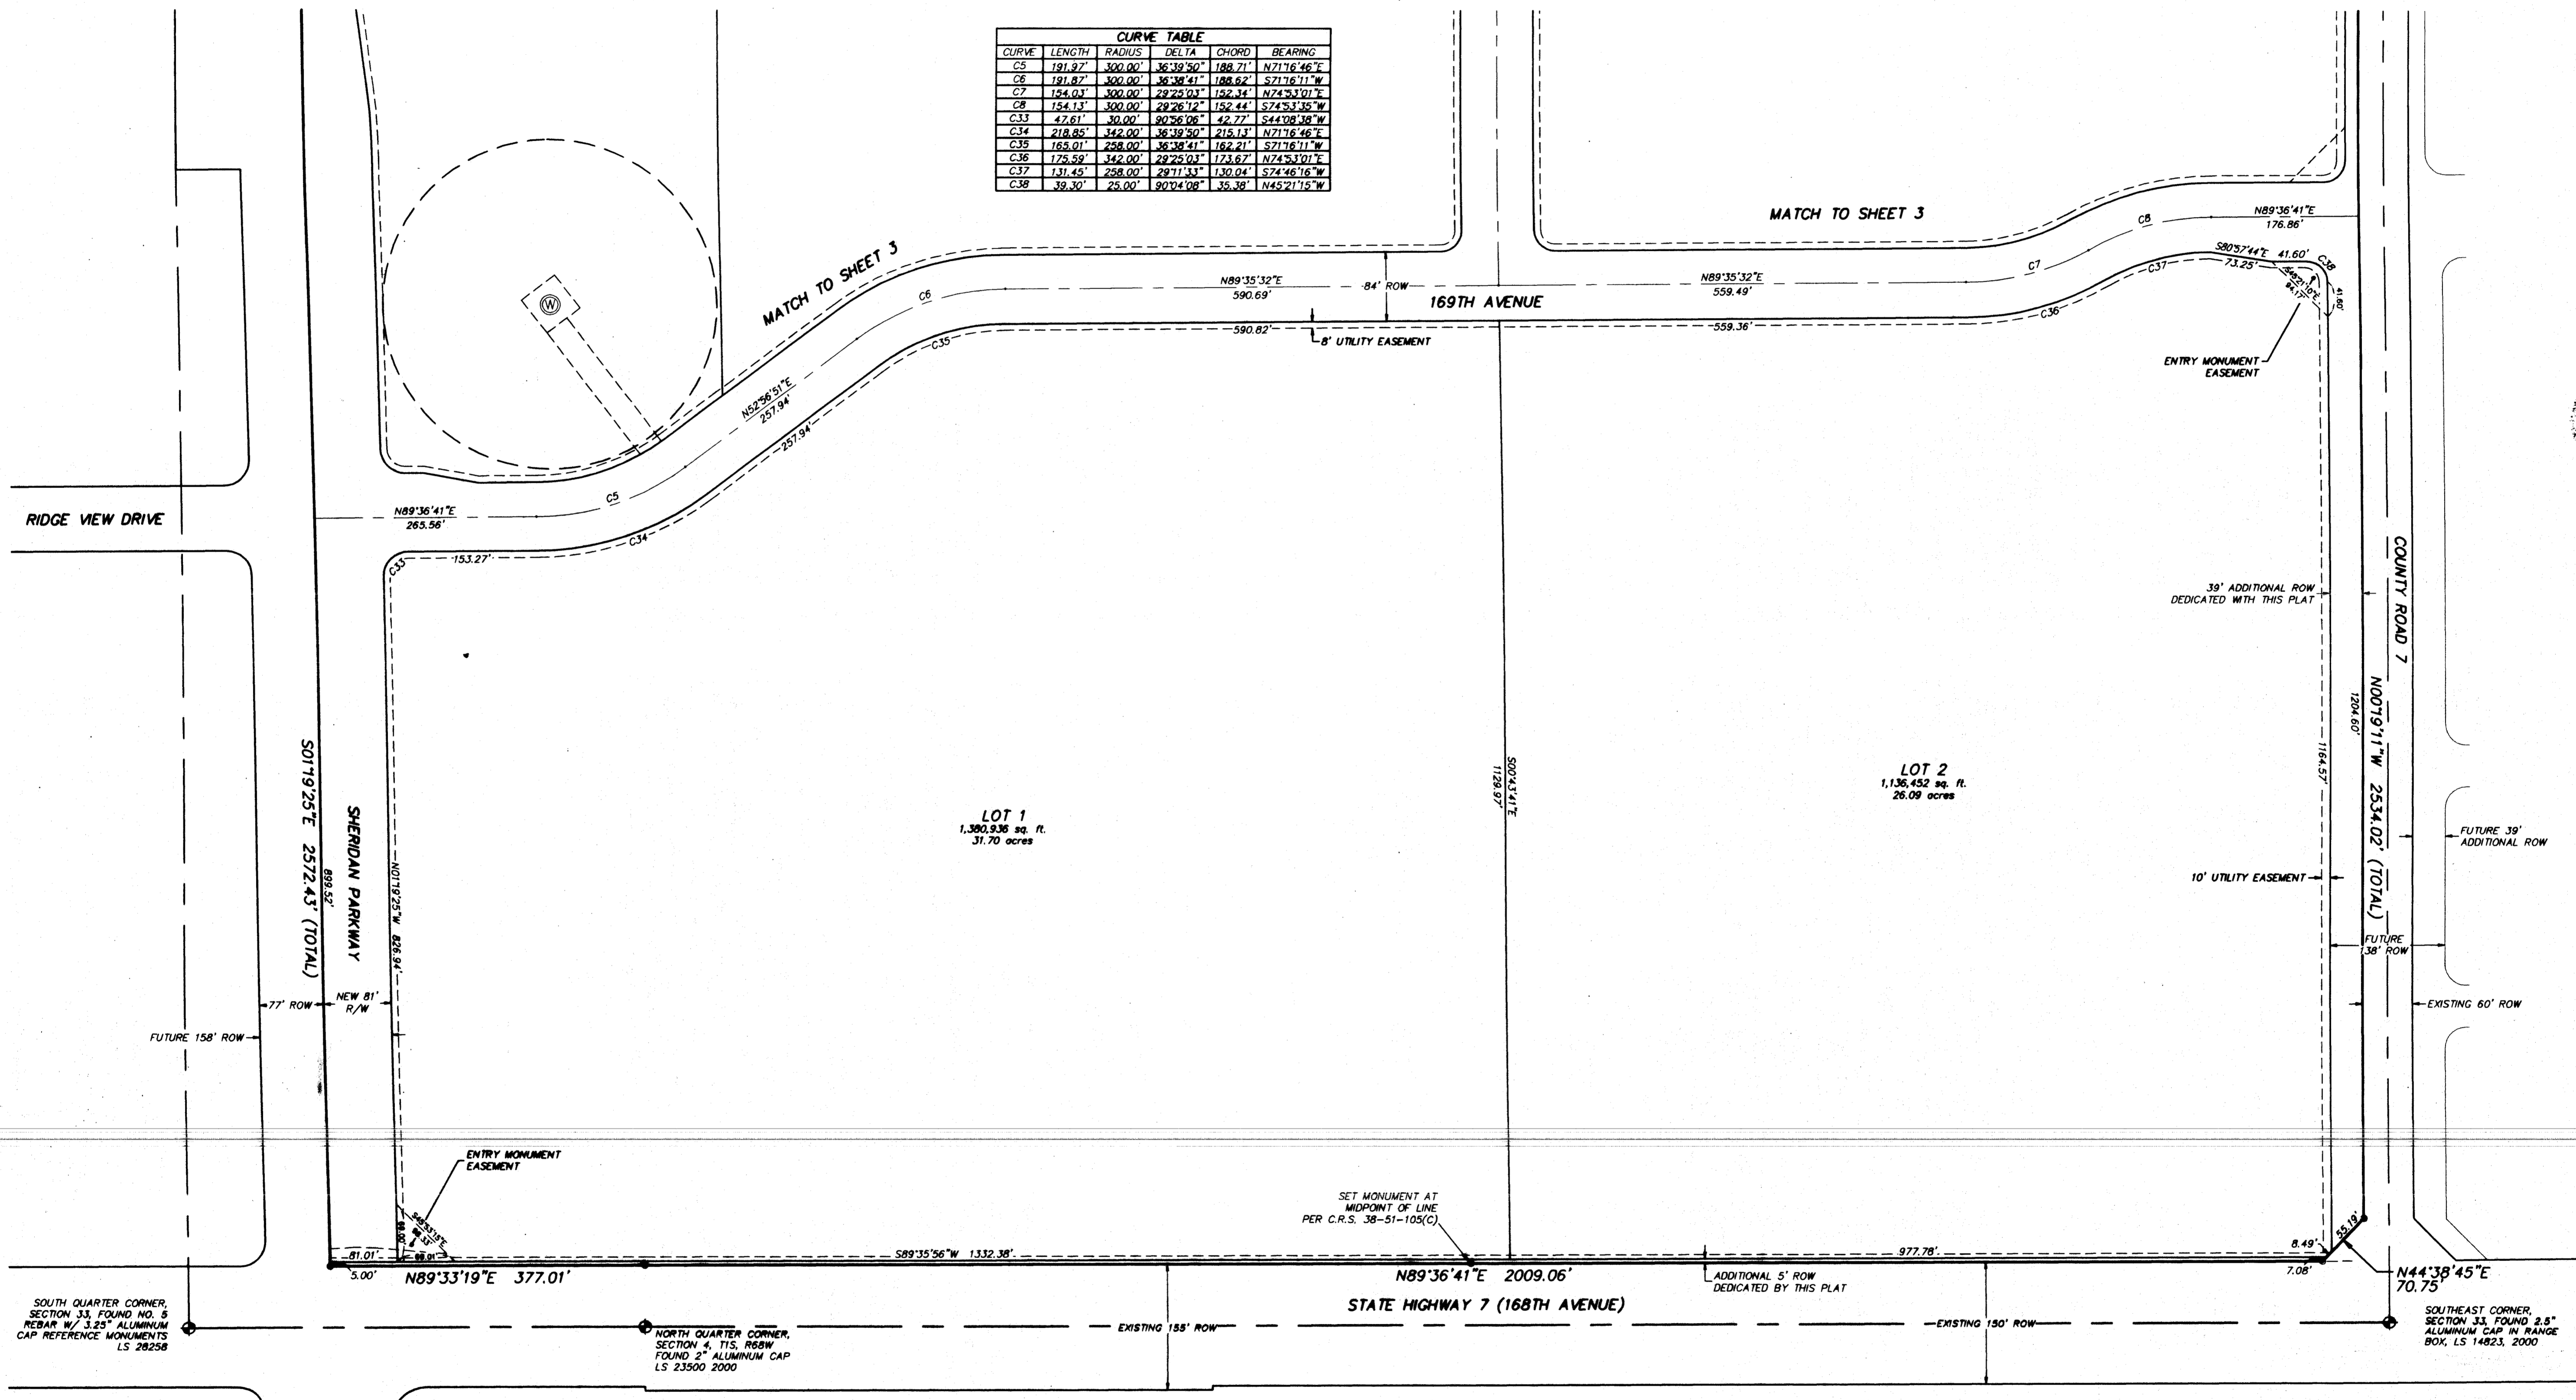 CURVE TABLE
CURVE LENGTH RADIUS DELTA CHORD BEARING
C5 191.97' 300.00' 36°39'50" 188.71' N71°16'46"E
C6 191.87' 300.00' 36°38'41" 188.62' S71°16'11"W
C7 154.03' 300.00' 29°25'03" 152.34' N74°53'01"E
C8 154.13' 300.00' 29°26'12" 152.44' S74°53'35"W
C33 47.61' 30.00' 90°56'06" 42.77' S44°08'38"W
C34 218.85' 342.00' 36°39'50" 215.13' N71°16'46"E
C35 165.01' 258.00' 36°38'41" 162.21' S71°16'11"W
C36 175.59' 342.00' 29°25'03" 173.67' N74°53'01"E
C37 131.45' 258.00' 29°11'33" 130.04' S74°46'16"W
C38 39.30' 25.00' 90°04'08" 35.38' N45°21'15"W
MATCH TO SHEET 3
MATCH TO SHEET 3
C8
N89°36'41"E
176.86'
S80°57'44"E 41.60'
73.25'
C38
C37
C7
S45°21'10"E
94.17'
41.60'
C6
N89°35'32"E
590.69'
84' ROW
N89°35'32"E
559.49'
169TH AVENUE
C36
W
590.82'
559.36'
8' UTILITY EASEMENT
C35
ENTRY MONUMENT
EASEMENT
N52°56'51"E
257.94'
257.94'
C5
RIDGE VIEW DRIVE
N89°36'41"E
265.56'
C34
C33
153.27'
COUNTY ROAD 7
39' ADDITIONAL ROW
DEDICATED WITH THIS PLAT
N00°19'11"W 2534.02' (TOTAL)
1204.60'
1164.57'
S00°43'41"E
1129.97'
LOT 2
1,136,452 sq. ft.
26.09 acres
LOT 1
1,380,936 sq. ft.
31.70 acres
S01°19'25"E 2572.43' (TOTAL)
899.52'
SHERIDAN PARKWAY
N01°19'25"W 826.94'
FUTURE 39'
ADDITIONAL ROW
10' UTILITY EASEMENT
FUTURE
138' ROW
77' ROW
NEW 81'
R/W
EXISTING 60' ROW
FUTURE 158' ROW
ENTRY MONUMENT
EASEMENT
SET MONUMENT AT
MIDPOINT OF LINE
PER C.R.S. 38-51-105(C)
55.19'
8.49'
81.01'
S89°35'56"W 1332.38'
977.78'
5.00'
N89°33'19"E 377.01'
N89°36'41"E 2009.06'
ADDITIONAL 5' ROW
DEDICATED BY THIS PLAT
7.08'
N44°38'45"E
70.75'
STATE HIGHWAY 7 (168TH AVENUE)
SOUTH QUARTER CORNER,
SECTION 33, FOUND NO. 5
REBAR W/ 3.25" ALUMINUM
CAP REFERENCE MONUMENTS
LS 28258
NORTH QUARTER CORNER,
SECTION 4, T1S, R68W
FOUND 2" ALUMINUM CAP
LS 23500 2000
EXISTING 155' ROW
EXISTING 150' ROW
SOUTHEAST CORNER,
SECTION 33, FOUND 2.5"
ALUMINUM CAP IN RANGE
BOX, LS 14823, 2000